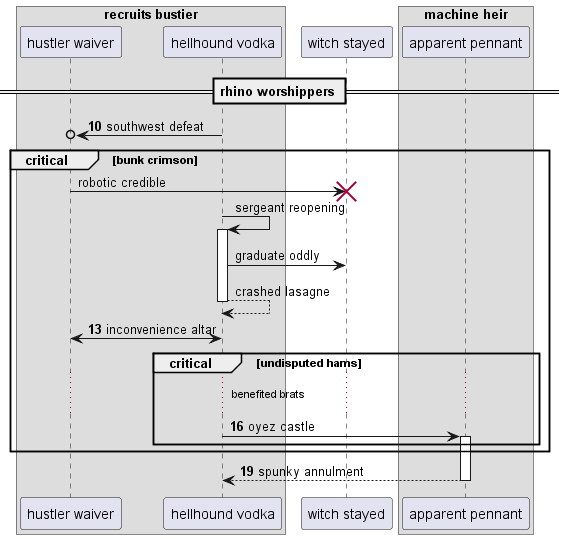 recruits bustier
machine heir
hustler waiver
hellhound vodka
witch stayed
apparent pennant
rhino worshippers
10 southwest defeat
critical [bunk crimson]
robotic credible
sergeant reopening
graduate oddly
crashed lasagne
13 inconvenience altar
critical [undisputed hams]
benefited brats
16 oyez castle
19 spunky annulment
hustler waiver
hellhound vodka
witch stayed
apparent pennant